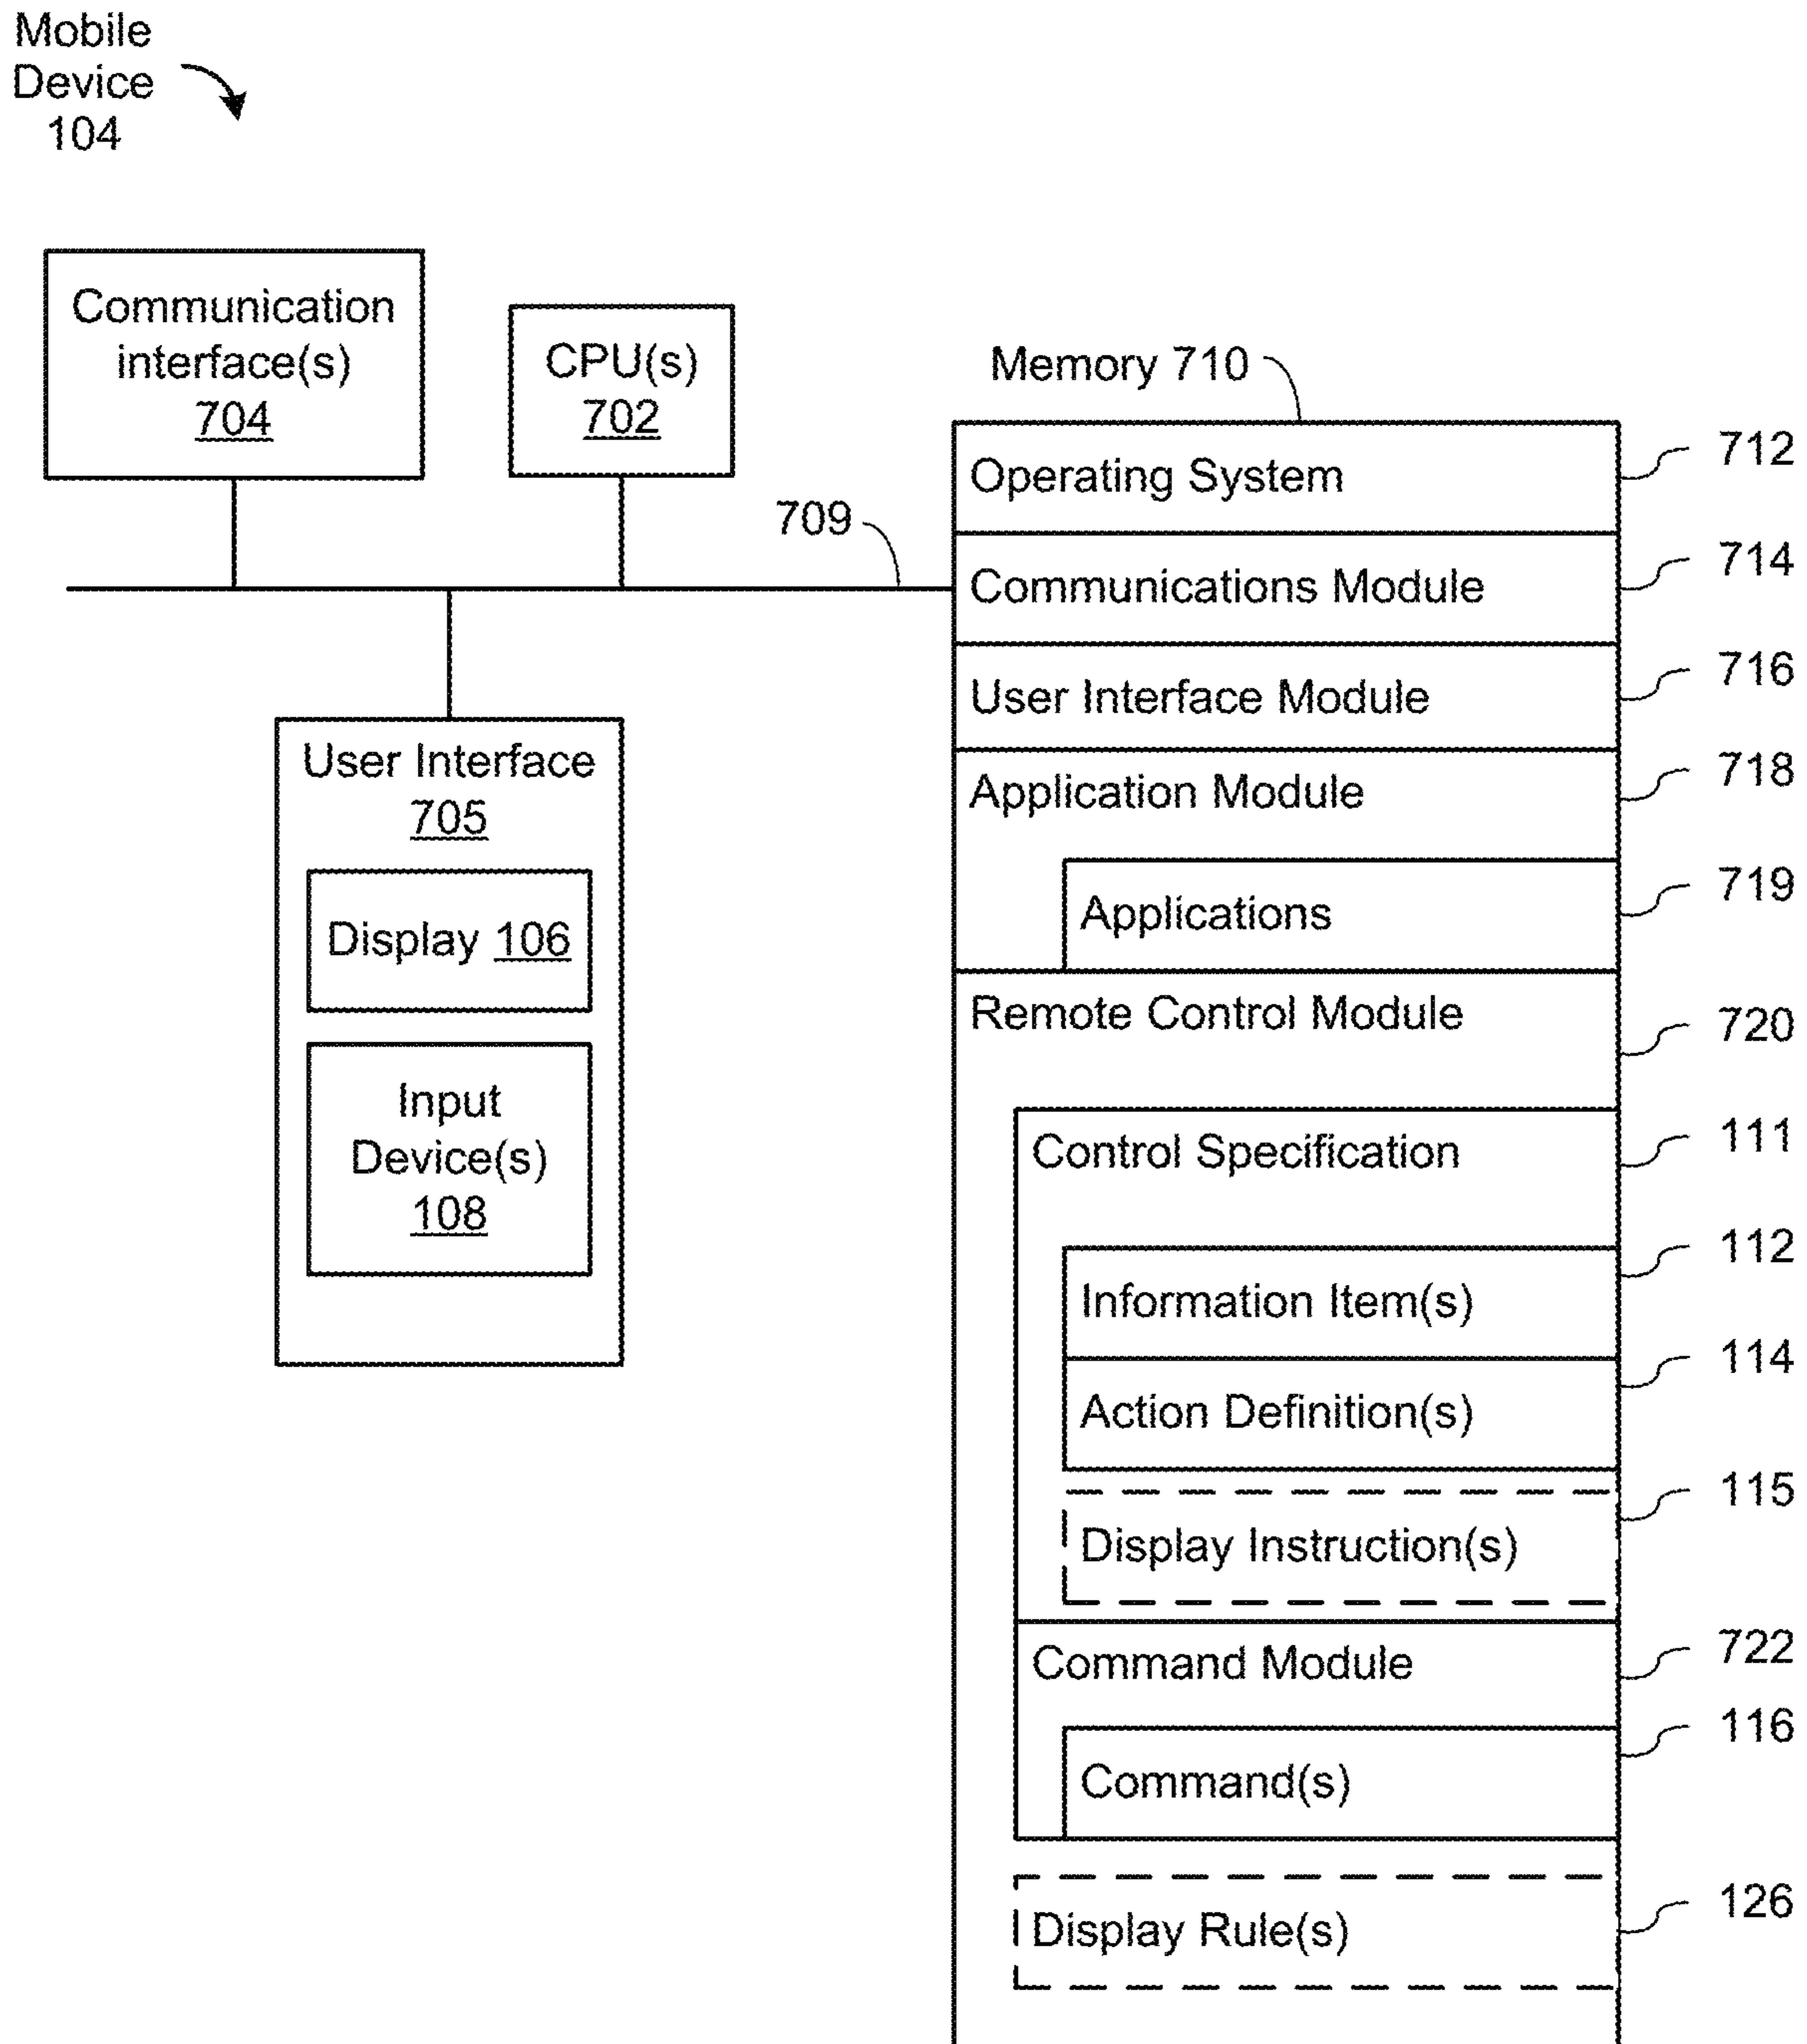 Mobile
Device
104
Communication
interface(s)
704
CPU(s)
702
Memory 710
709
Operating System
712
Communications Module
714
User Interface Module
716
Application Module
718
Applications
719
User Interface
705
Display 106
Input
Device(s)
108
Remote Control Module
720
Control Specification
111
Information Item(s)
112
Action Definition(s)
114
Display Instruction(s)
115
Command Module
722
Command(s)
116
Display Rule(s)
126